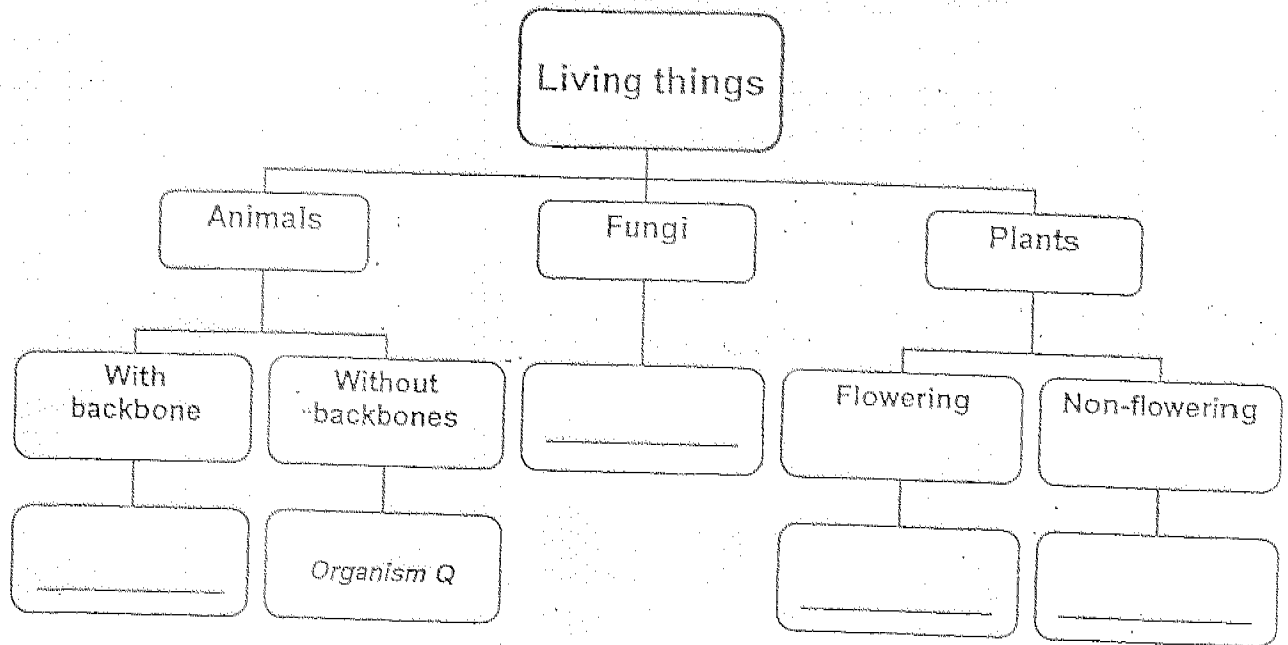 Living things
Animals
Fungi
Plants
With
backbone
Without
backbones
Flowering
Non-flowering
Organism Q